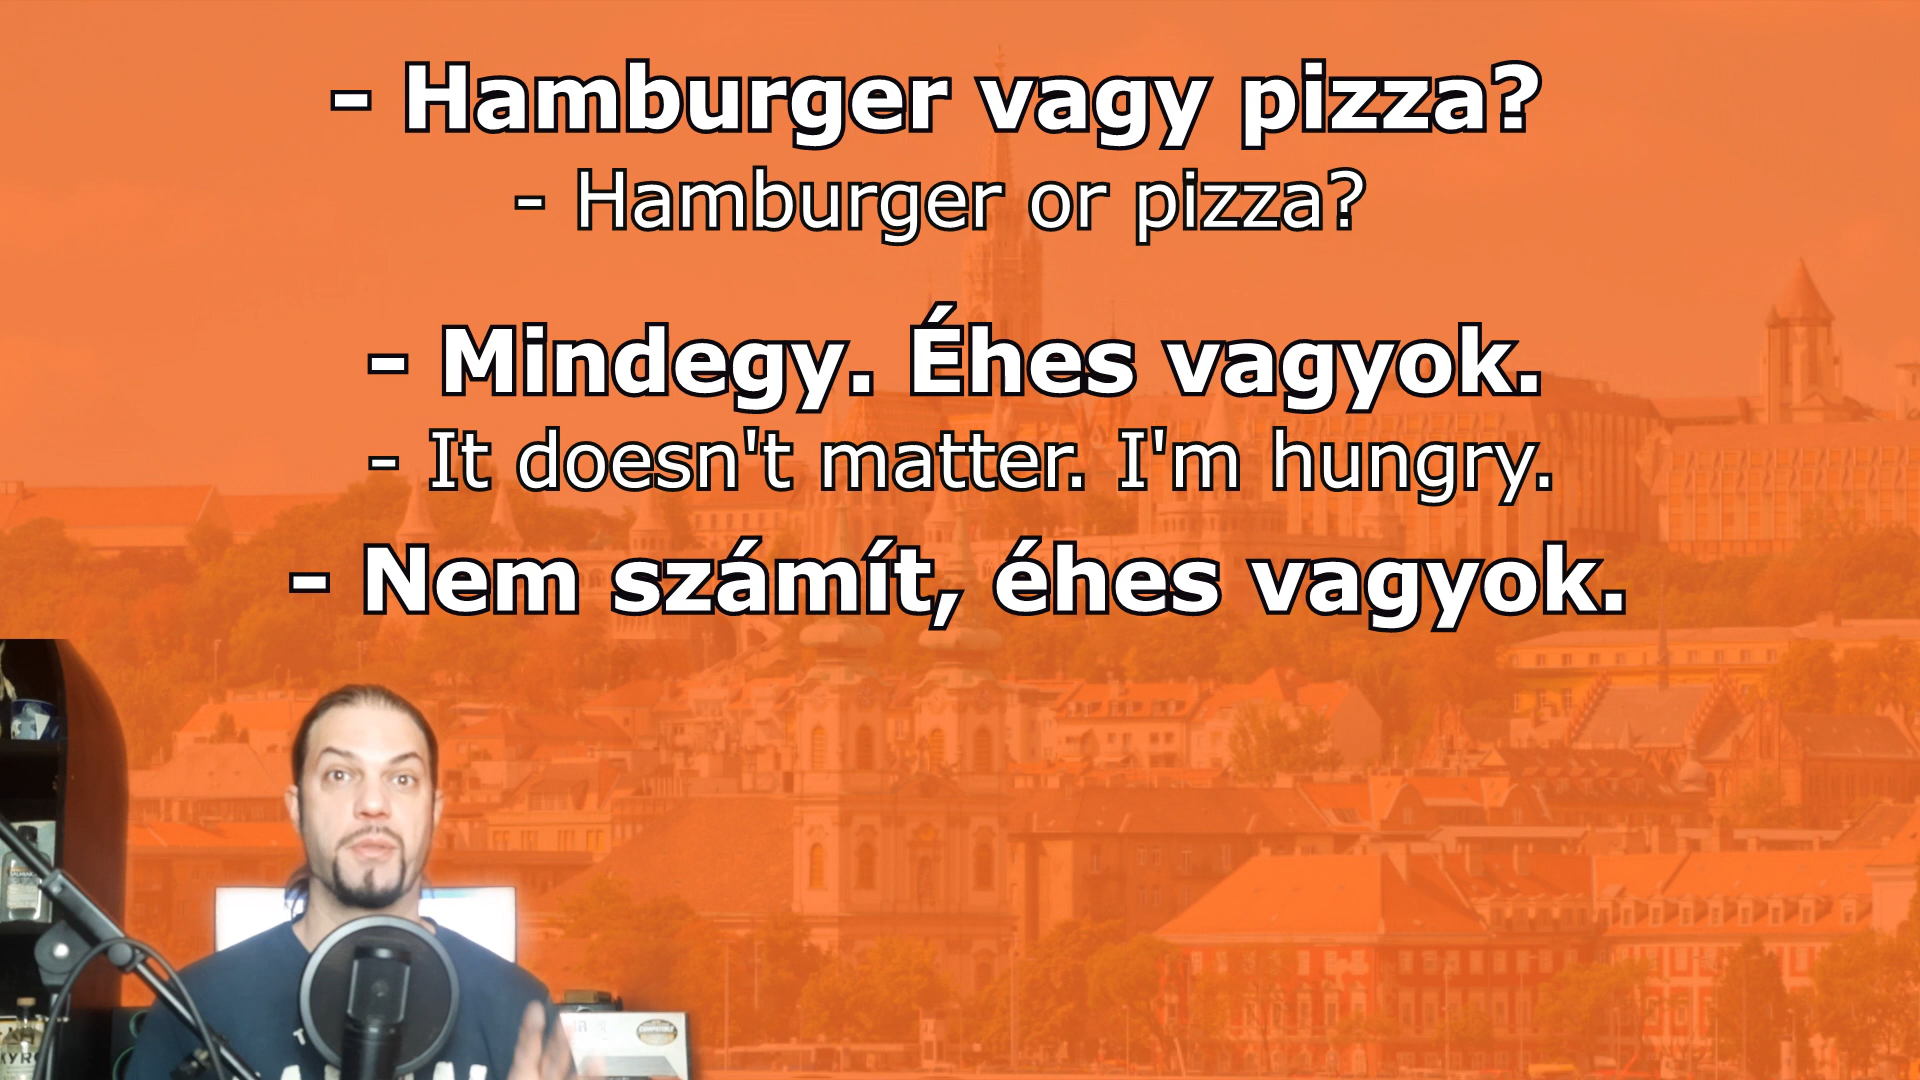 - Hamburger vagy pizza?
- Hamburger or pizza?
- Mindegy. Éhes vagyok.
- It doesn't matter. I'm hungry.
- Nem számít, éhes vagyok.